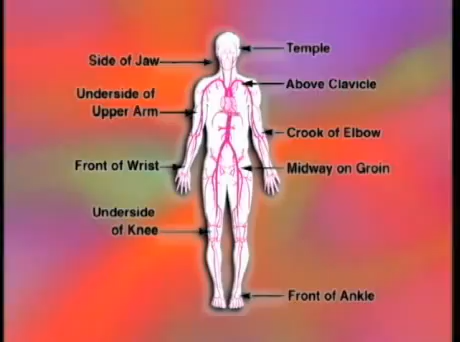 Temple
Side of Jaw
Above Clavicle
Underside of
Upper Arm
Crook of Elbow
Front of Wrist
Midway on Groin
Underside
of Knee
Front of Ankle